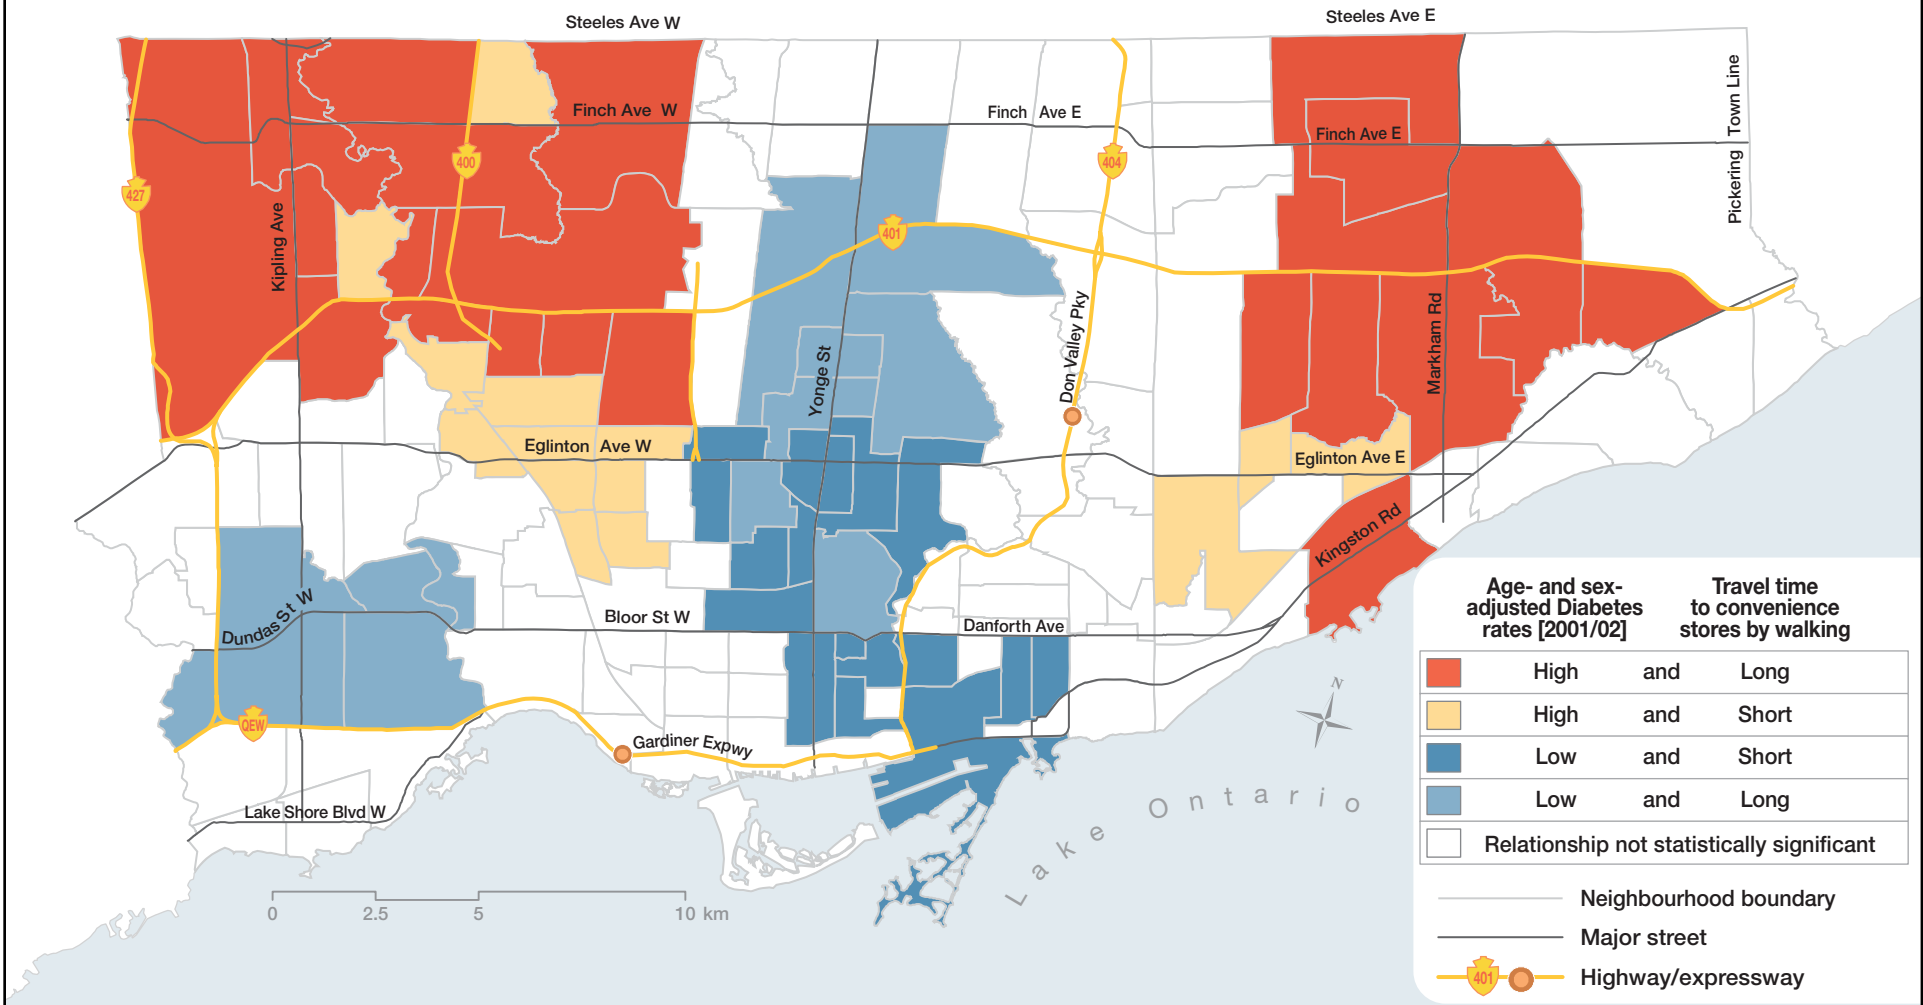 Steeles Ave W
Steeles Ave E
Finch Ave W
Finch Ave E
Finch Ave E
Pickering Town Line
400
404
427
401
Kipling Ave
Yonge St
Don Valley Pky
Markham Rd
Eglinton Ave W
Eglinton Ave E
Kingston Rd
Dundas St W
Bloor St W
Danforth Ave
QEW
Gardiner Expwy
Lake Shore Blvd W
Lake Ontario
N
0 2.5 5 10 km
Age- and sex-
adjusted Diabetes
rates [2001/02]
Travel time
to convenience
stores by walking
High and Long
High and Short
Low and Short
Low and Long
Relationship not statistically significant
Neighbourhood boundary
Major street
401 Highway/expressway